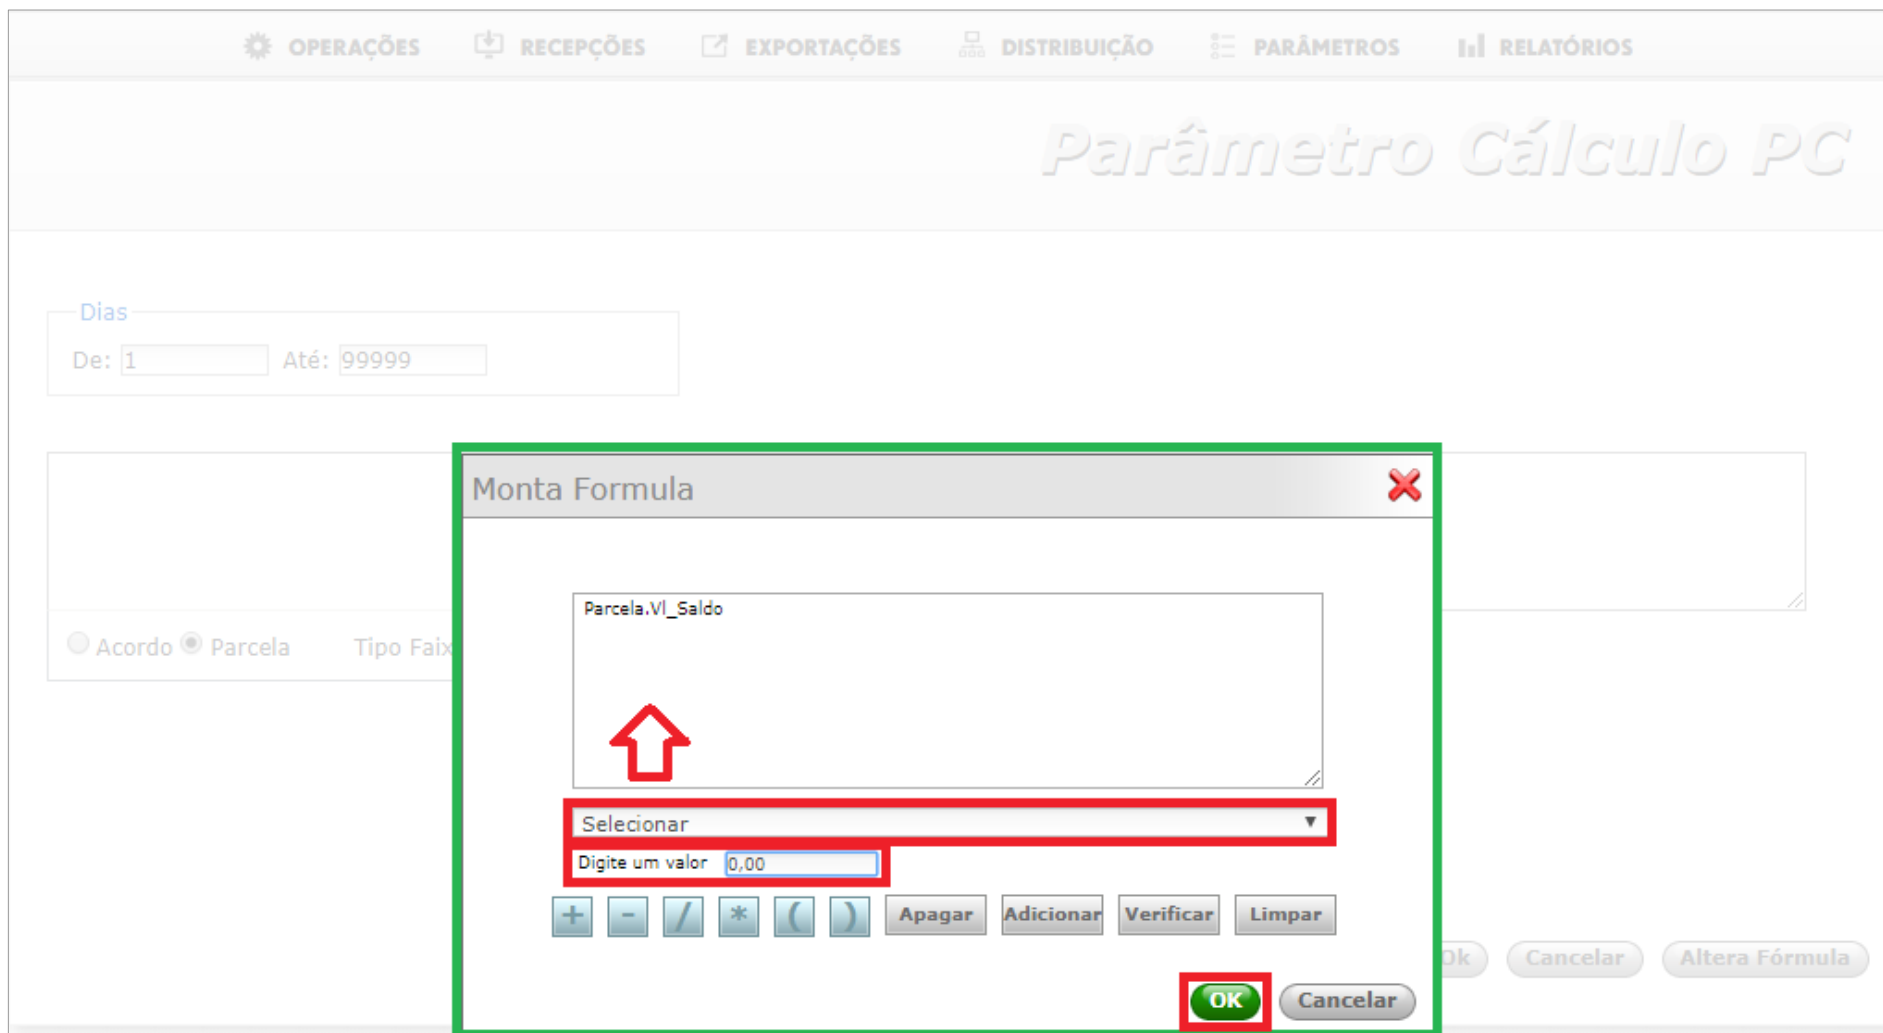 OPERAÇÕES RECEPÇÕES EXPORTAÇÕES DISTRIBUIÇÃO PARÂMETROS RELATÓRIOS
Parâmetro Cálculo PC
Dias
De: 1 Até: 99999
Monta Formula
Parcela.Vl_Saldo
Acordo Parcela Tipo Faix
Selecionar
Digite um valor 0,00
+ - / * ( ) Apagar Adicionar Verificar Limpar
Ok Cancelar Altera Fórmula
OK Cancelar